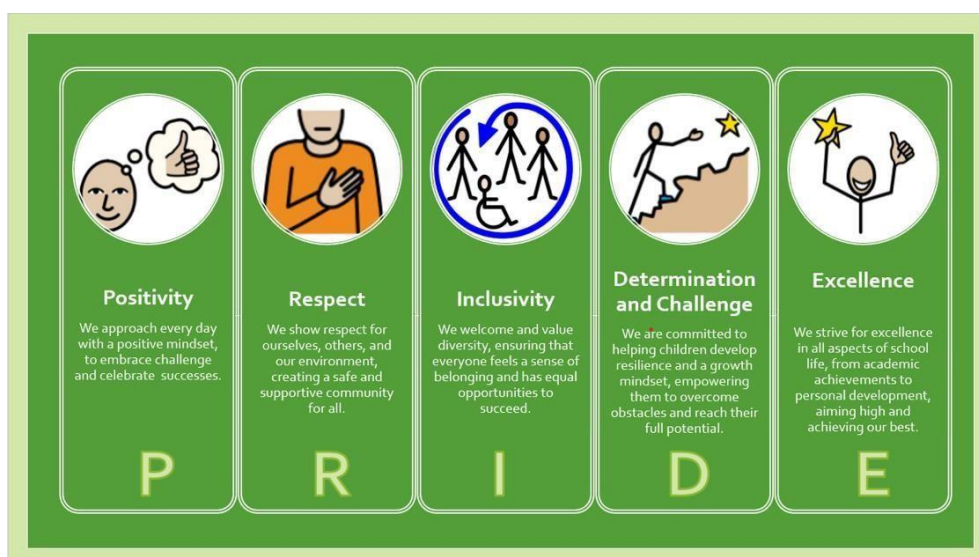 Positivity
We approach every day
with a positive mindset,
to embrace challenge
and celebrate successes.
P
Respect
We show respect for
ourselves, others, and
our environment,
creating a safe and
supportive community
for all.
R
Inclusivity
We welcome and value
diversity, ensuring that
everyone feels a sense of
belonging and has equal
opportunities to
succeed.
I
Determination
and Challenge
We are committed to
helping children develop
resilience and a growth
mindset, empowering
them to overcome
obstacles and reach their
full potential.
D
Excellence
We strive for excellence
in all aspects of school
life, from academic
achievements to
personal development,
aiming high and
achieving our best.
E